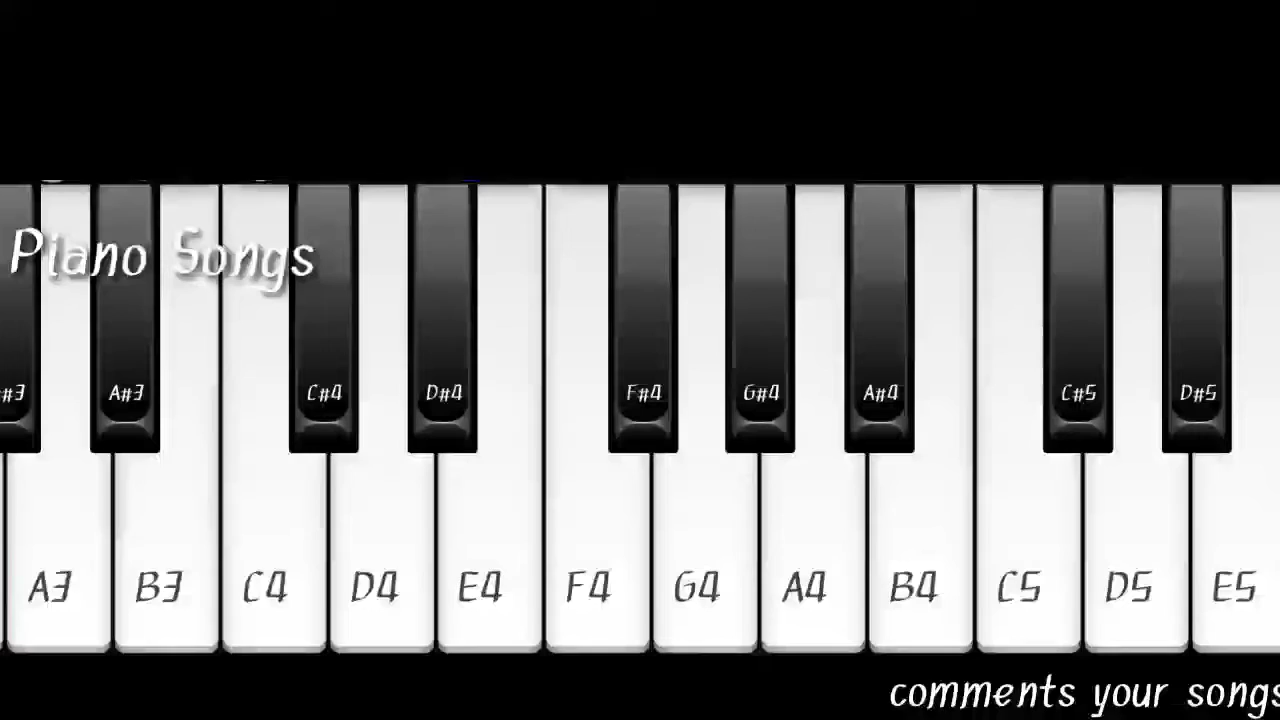 Piano Songs
#3 A#3 C#4 D#4 F#4 G#4 A#4 C#5 D#5
A3 B3 C4 D4 E4 F4 G4 A4 B4 C5 D5 E5
comments your songs